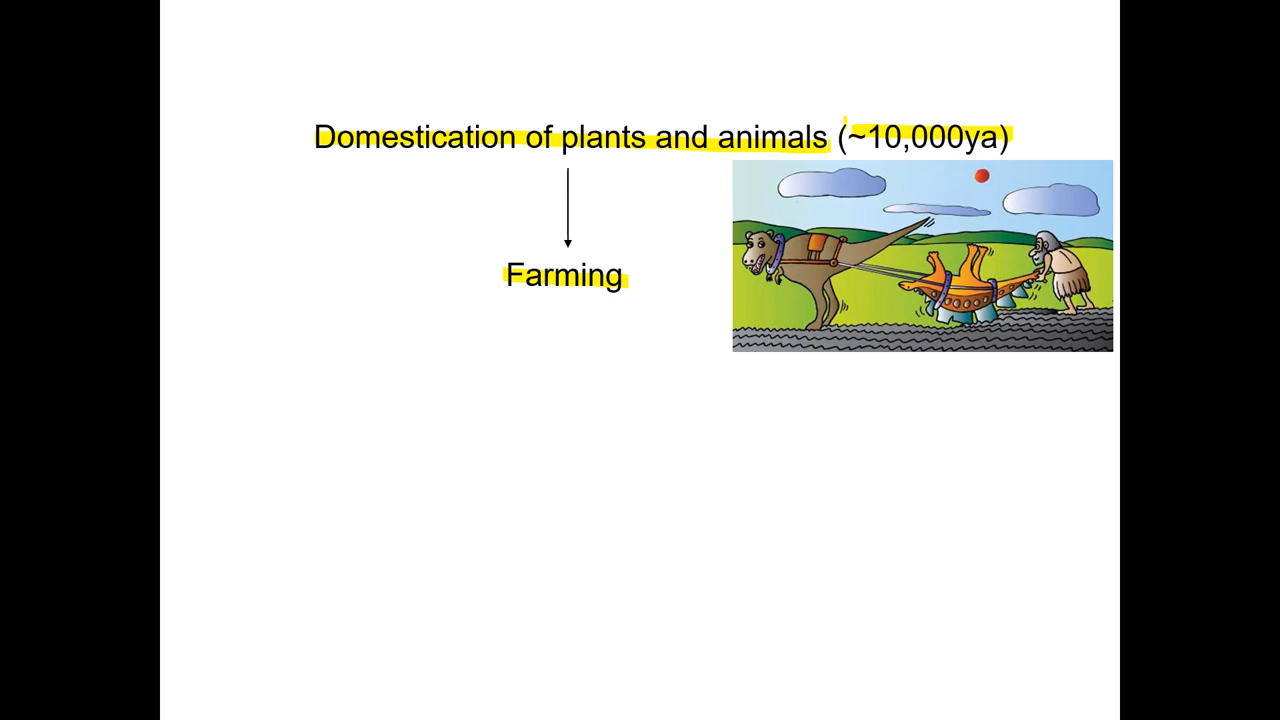 Domestication of plants and animals (~10,000ya)
Farming